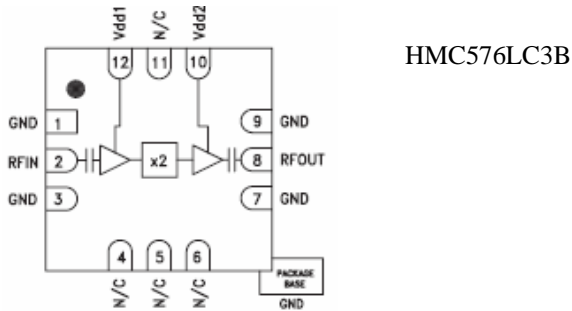 Vdd1 N/C Vdd2
HMC576LC3B
12 11 10
GND 1 9 GND
RFIN 2 x2 8 RFOUT
GND 3 7 GND
4 5 6
N/C N/C N/C
PACKAGE
BASE
GND